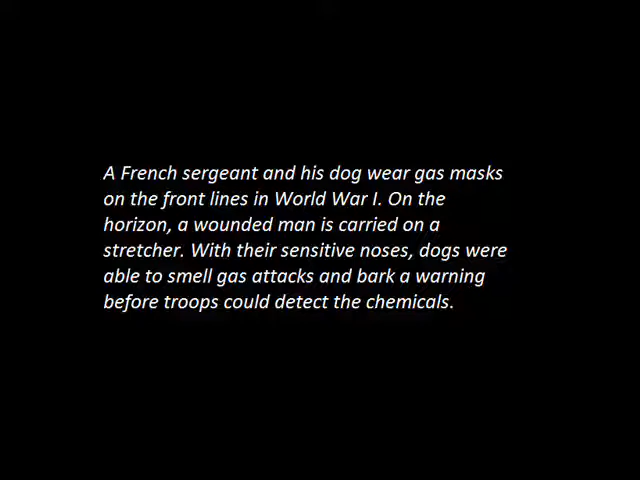 A French sergeant and his dog wear gas masks
on the front lines in World War I. On the
horizon, a wounded man is carried on a
stretcher. With their sensitive noses, dogs were
able to smell gas attacks and bark a warning
before troops could detect the chemicals.